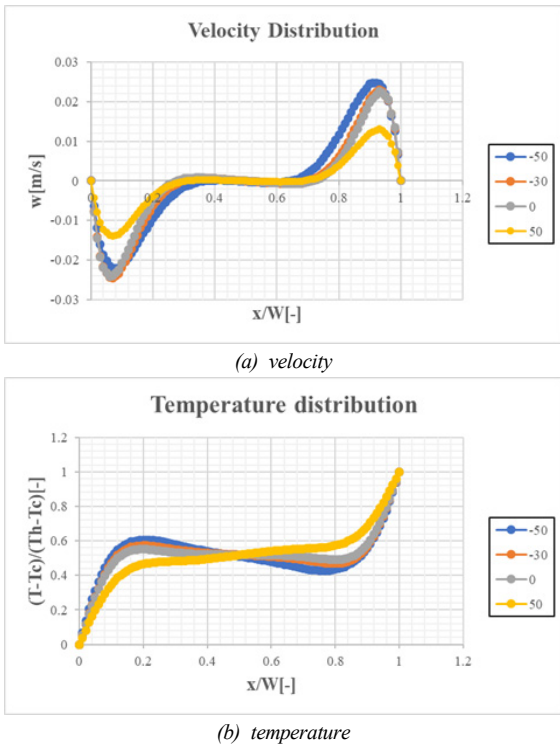 Velocity Distribution
0.03
0.02
0.01
0
-0.01
-0.02
-0.03
w[m/s]
0 0.2 0.4 0.6 0.8 1 1.2
x/W[-]
-50
-30
0
50
(a) velocity
Temperature distribution
1.2
1
0.8
0.6
0.4
0.2
0
(T-Tc)/(Th-Tc)[-]
0 0.2 0.4 0.6 0.8 1 1.2
x/W[-]
-50
-30
0
50
(b) temperature